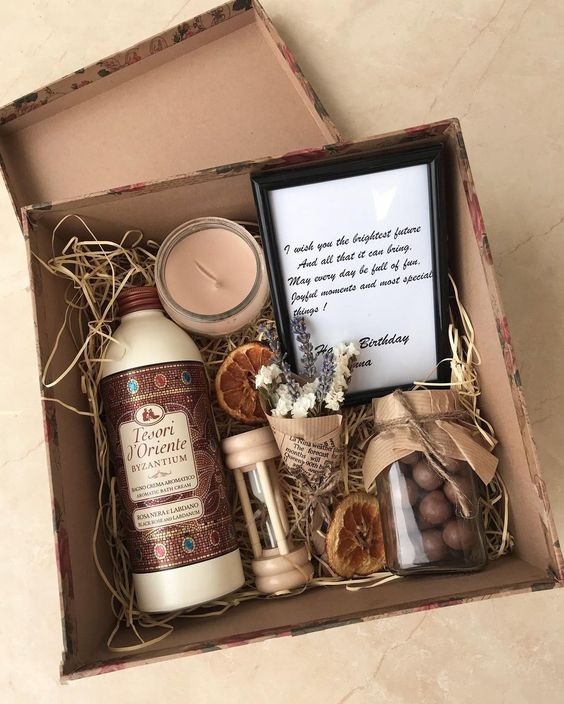 I wish you the brightest future
And all that it can bring,
May every day be full of fun,
Joyful moments and most special
things !
Birthday
Tesori
d'Oriente
BYZANTIUM
BAGNO CREMA AROMATICO
AROMATIC BATH CREAM
ROSA NERA E LABDANO
BLACK ROSE AND LABDANUM